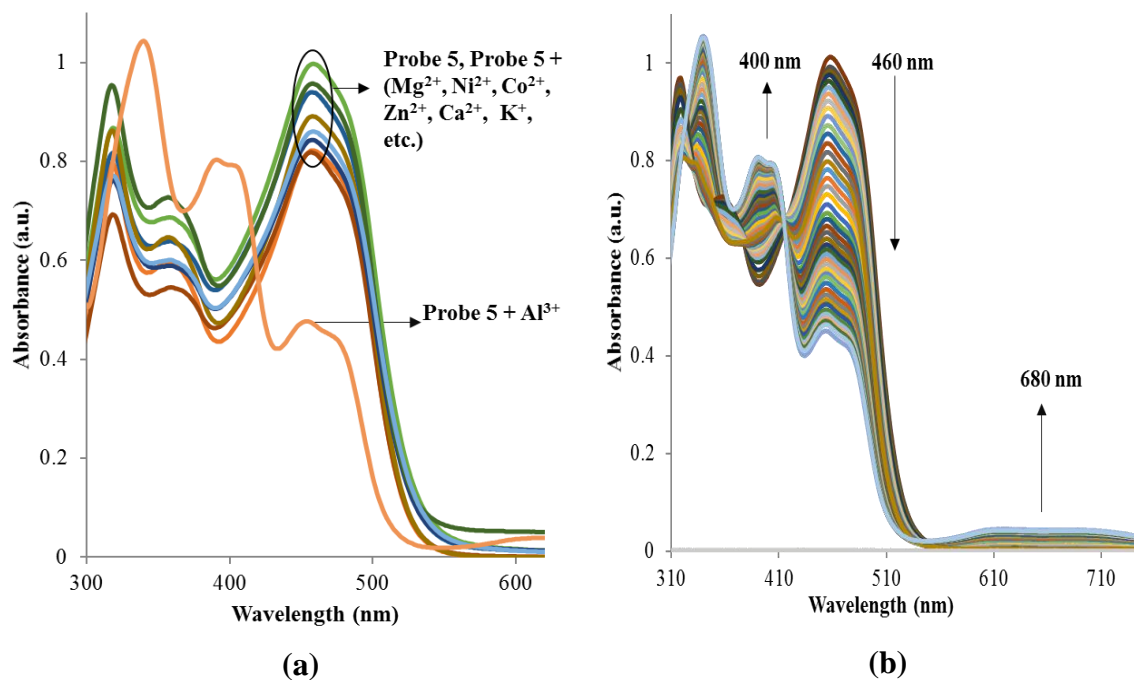 1
0.8
0.6
0.4
0.2
0
300
400
500
600
Absorbance (a.u.)
Wavelength (nm)
Probe 5, Probe 5 +
(Mg²⁺, Ni²⁺, Co²⁺,
Zn²⁺, Ca²⁺, K⁺,
etc.)
Probe 5 + Al³⁺
(a)
1
0.8
0.6
0.4
0.2
0
310
410
510
610
710
Absorbance (a.u.)
Wavelength (nm)
400 nm
460 nm
680 nm
(b)